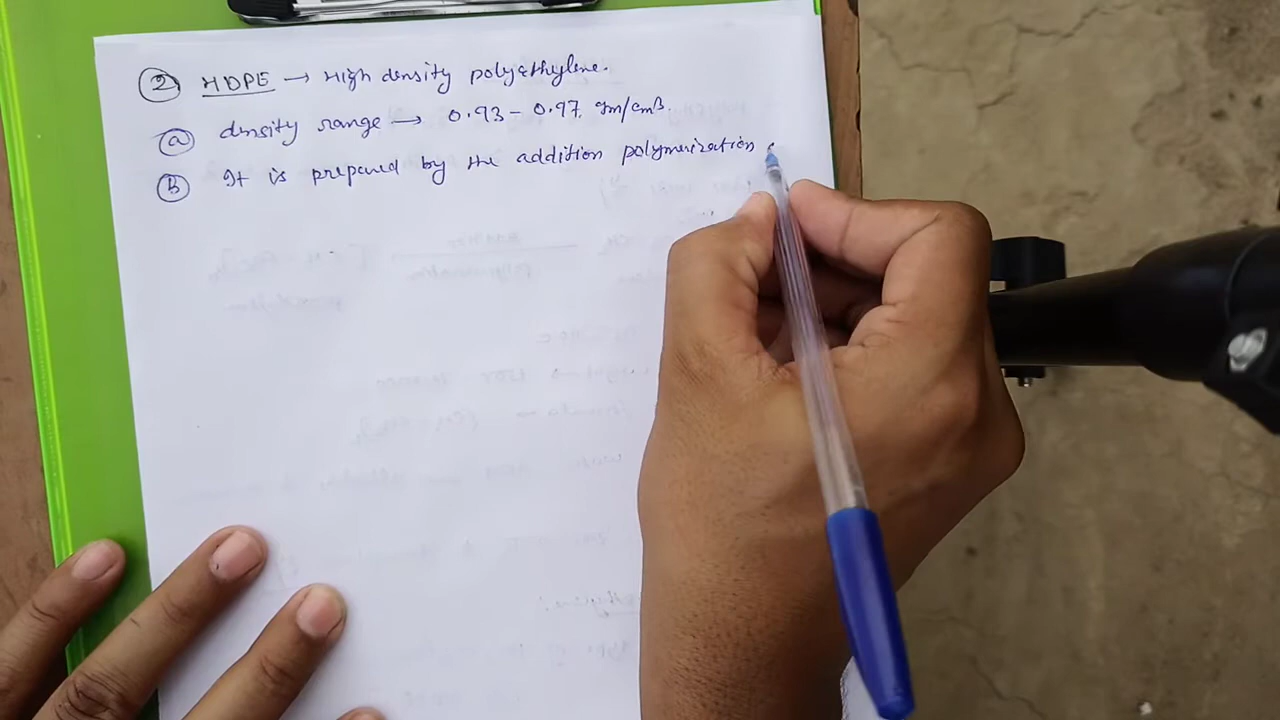 ② HDPE → High density polyethylene.
ⓐ density range → 0.93 - 0.97 gm/cm3.
ⓑ It is prepared by the addition polymerization